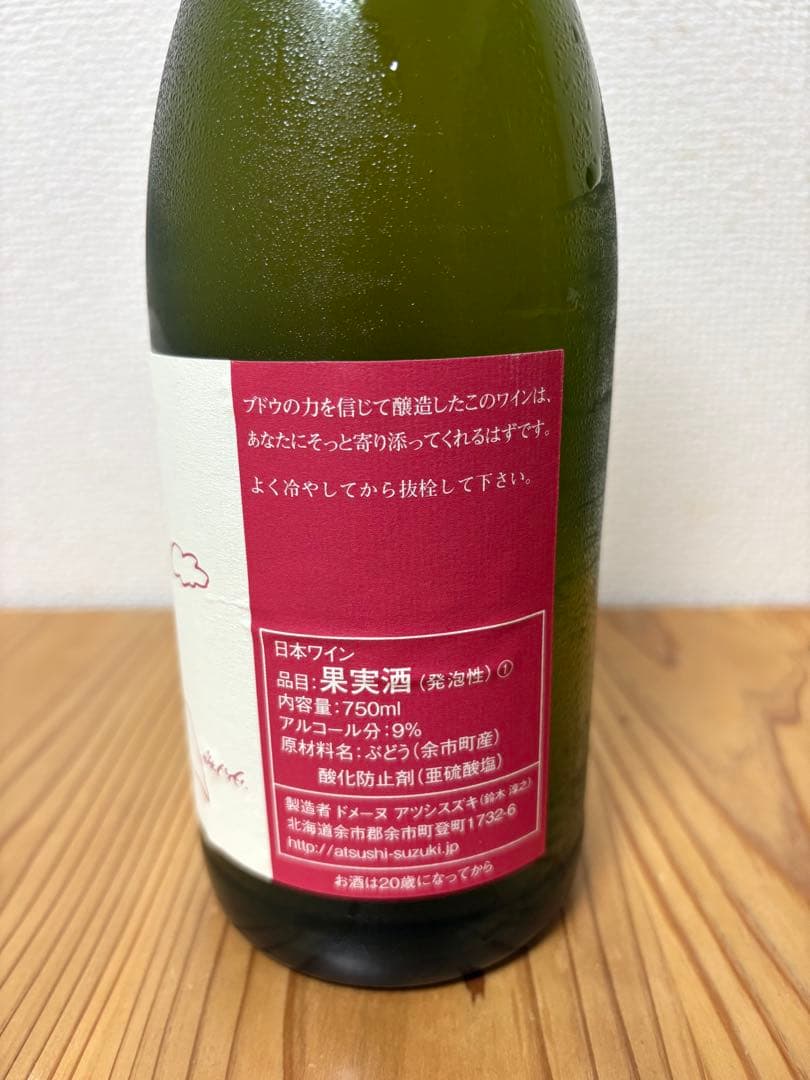 ブドウの力を信じて醸造したこのワインは、
あなたにそっと寄り添ってくれるはずです。
よく冷やしてから抜栓して下さい。
日本ワイン
品目:果実酒(発泡性)①
内容量:750ml
アルコール分:9%
原材料名:ぶどう(余市町産)
酸化防止剤(亜硫酸塩)
製造者 ドメーヌ アツシスズキ(鈴木 淳之)
北海道余市郡余市町登町1732-6
http://atsushi-suzuki.jp
お酒は20歳になってから